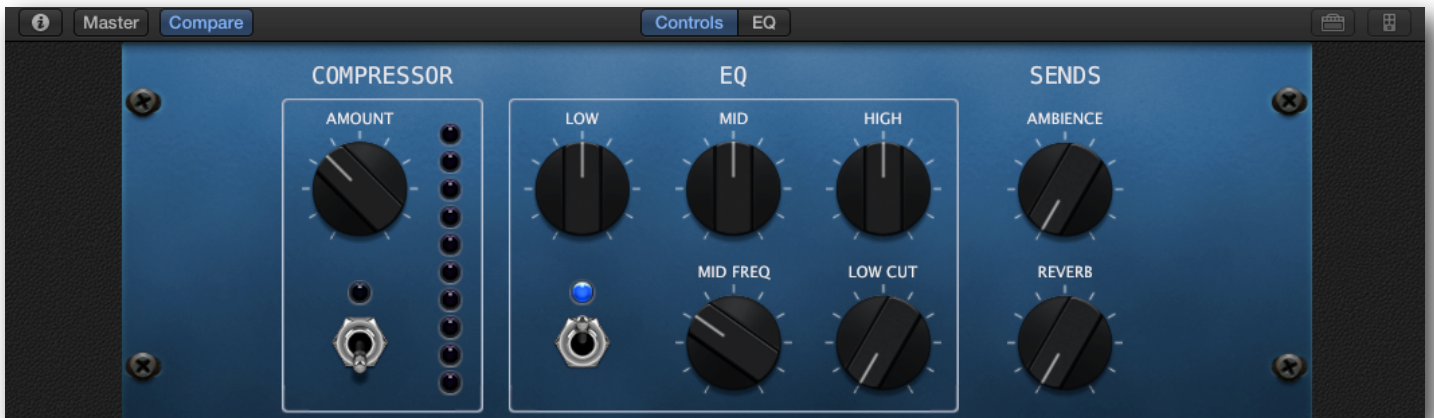 Master Compare Controls EQ
COMPRESSOR EQ SENDS
AMOUNT LOW MID HIGH AMBIENCE
MID FREQ LOW CUT REVERB